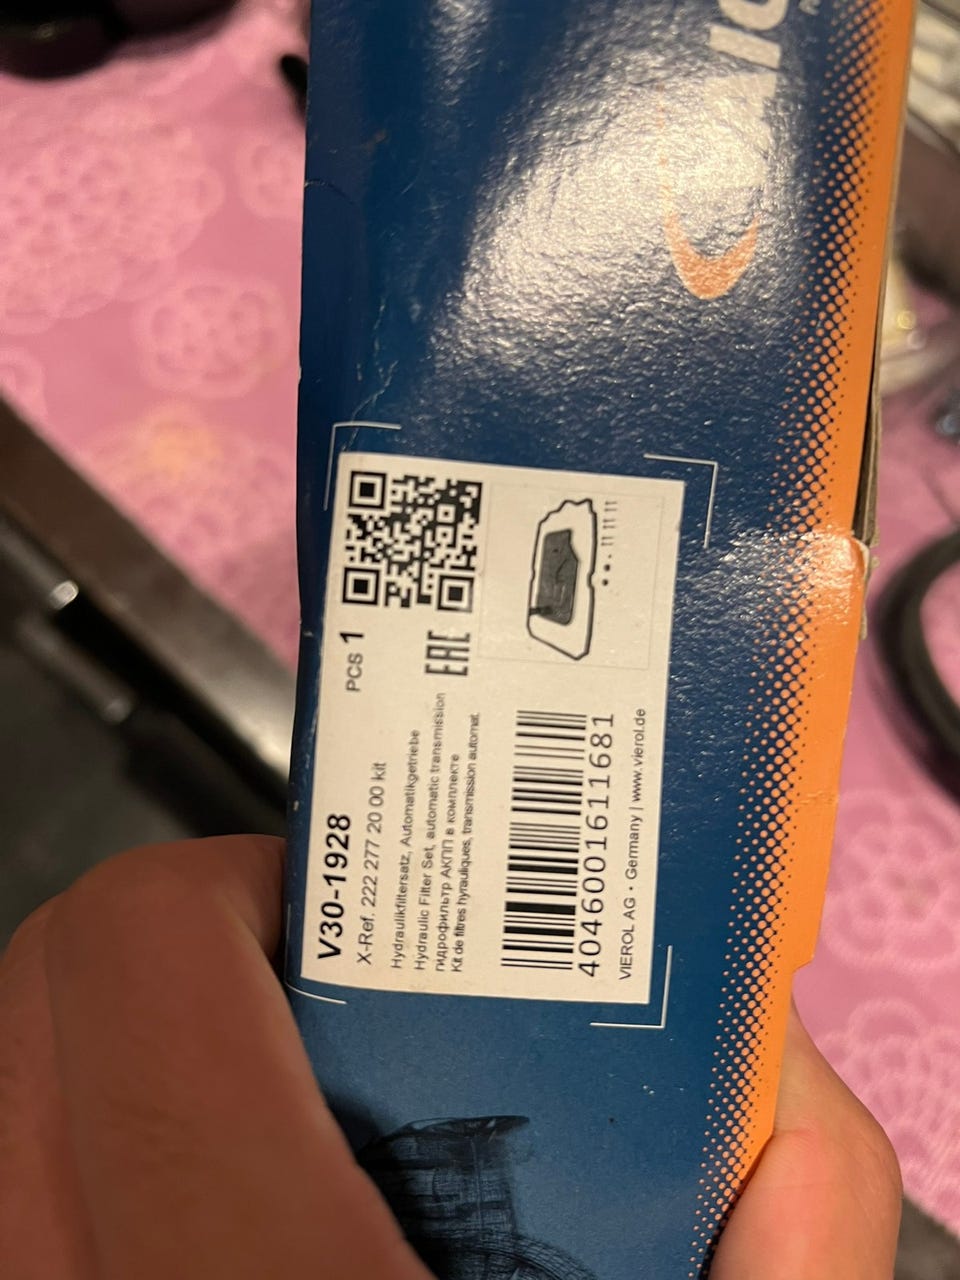 V30-1928
PCS 1
X-Ref. 222 277 20 00 kit
Hydraulikfiltersatz, Automatikgetriebe
Hydraulic Filter Set, automatic transmission
гидрофильтр АКПП в комплекте
Kit de filtres hyrauliques, transmission automat.
EAC
4046001611681
VIEROL AG • Germany | www.vierol.de